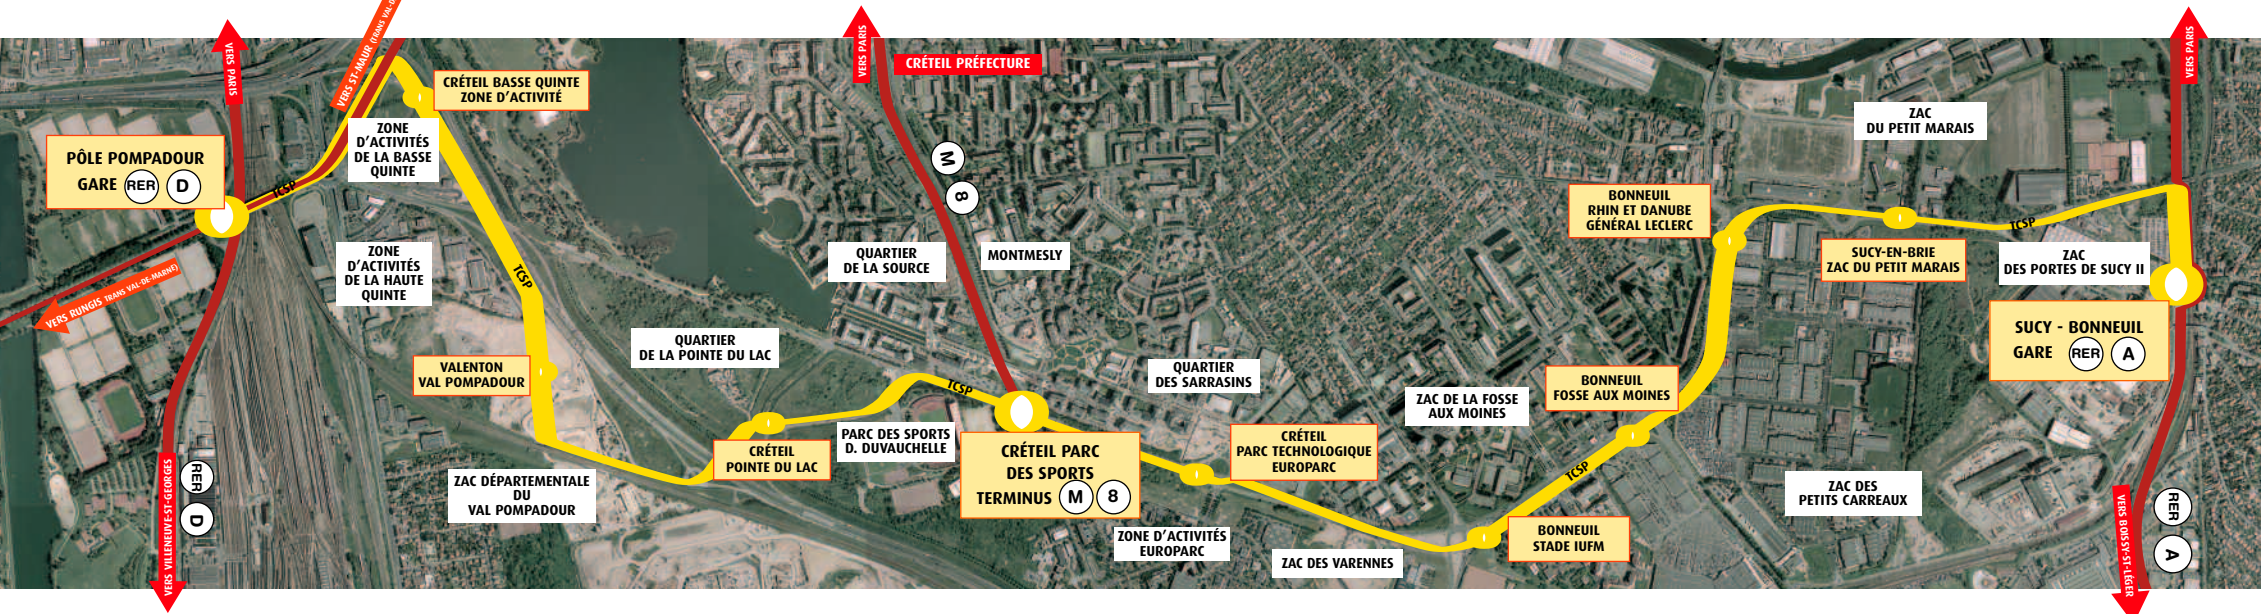 VERS PARIS
VERS ST-MAUR (TRANS VAL-D
CRÉTEIL BASSE QUINTE
ZONE D'ACTIVITÉ
ZONE
D'ACTIVITÉS
DE LA BASSE
QUINTE
PÔLE POMPADOUR
GARE RER D
TCSP
ZONE
D'ACTIVITÉS
DE LA HAUTE
QUINTE
VERS RUNGIS TRANS VAL-DE-MARNE)
TCSP
VALENTON
VAL POMPADOUR
VERS VILLENEUVE-ST-GEORGES
RER
D
ZAC DÉPARTEMENTALE
DU
VAL POMPADOUR
QUARTIER
DE LA POINTE DU LAC
CRÉTEIL
POINTE DU LAC
PARC DES SPORTS
D. DUVAUCHELLE
TCSP
VERS PARIS
CRÉTEIL PRÉFECTURE
M
8
QUARTIER
DE LA SOURCE
MONTMESLY
CRÉTEIL PARC
DES SPORTS
TERMINUS M 8
QUARTIER
DES SARRASINS
CRÉTEIL
PARC TECHNOLOGIQUE
EUROPARC
ZONE D'ACTIVITÉS
EUROPARC
ZAC DES VARENNES
ZAC DE LA FOSSE
AUX MOINES
BONNEUIL
STADE IUFM
TCSP
BONNEUIL
FOSSE AUX MOINES
BONNEUIL
RHIN ET DANUBE
GÉNÉRAL LECLERC
ZAC
DU PETIT MARAIS
SUCY-EN-BRIE
ZAC DU PETIT MARAIS
TCSP
ZAC
DES PORTES DE SUCY II
SUCY - BONNEUIL
GARE RER A
ZAC DES
PETITS CARREAUX
VERS PARIS
VERS BOISSY-ST-LÉGER
RER
A